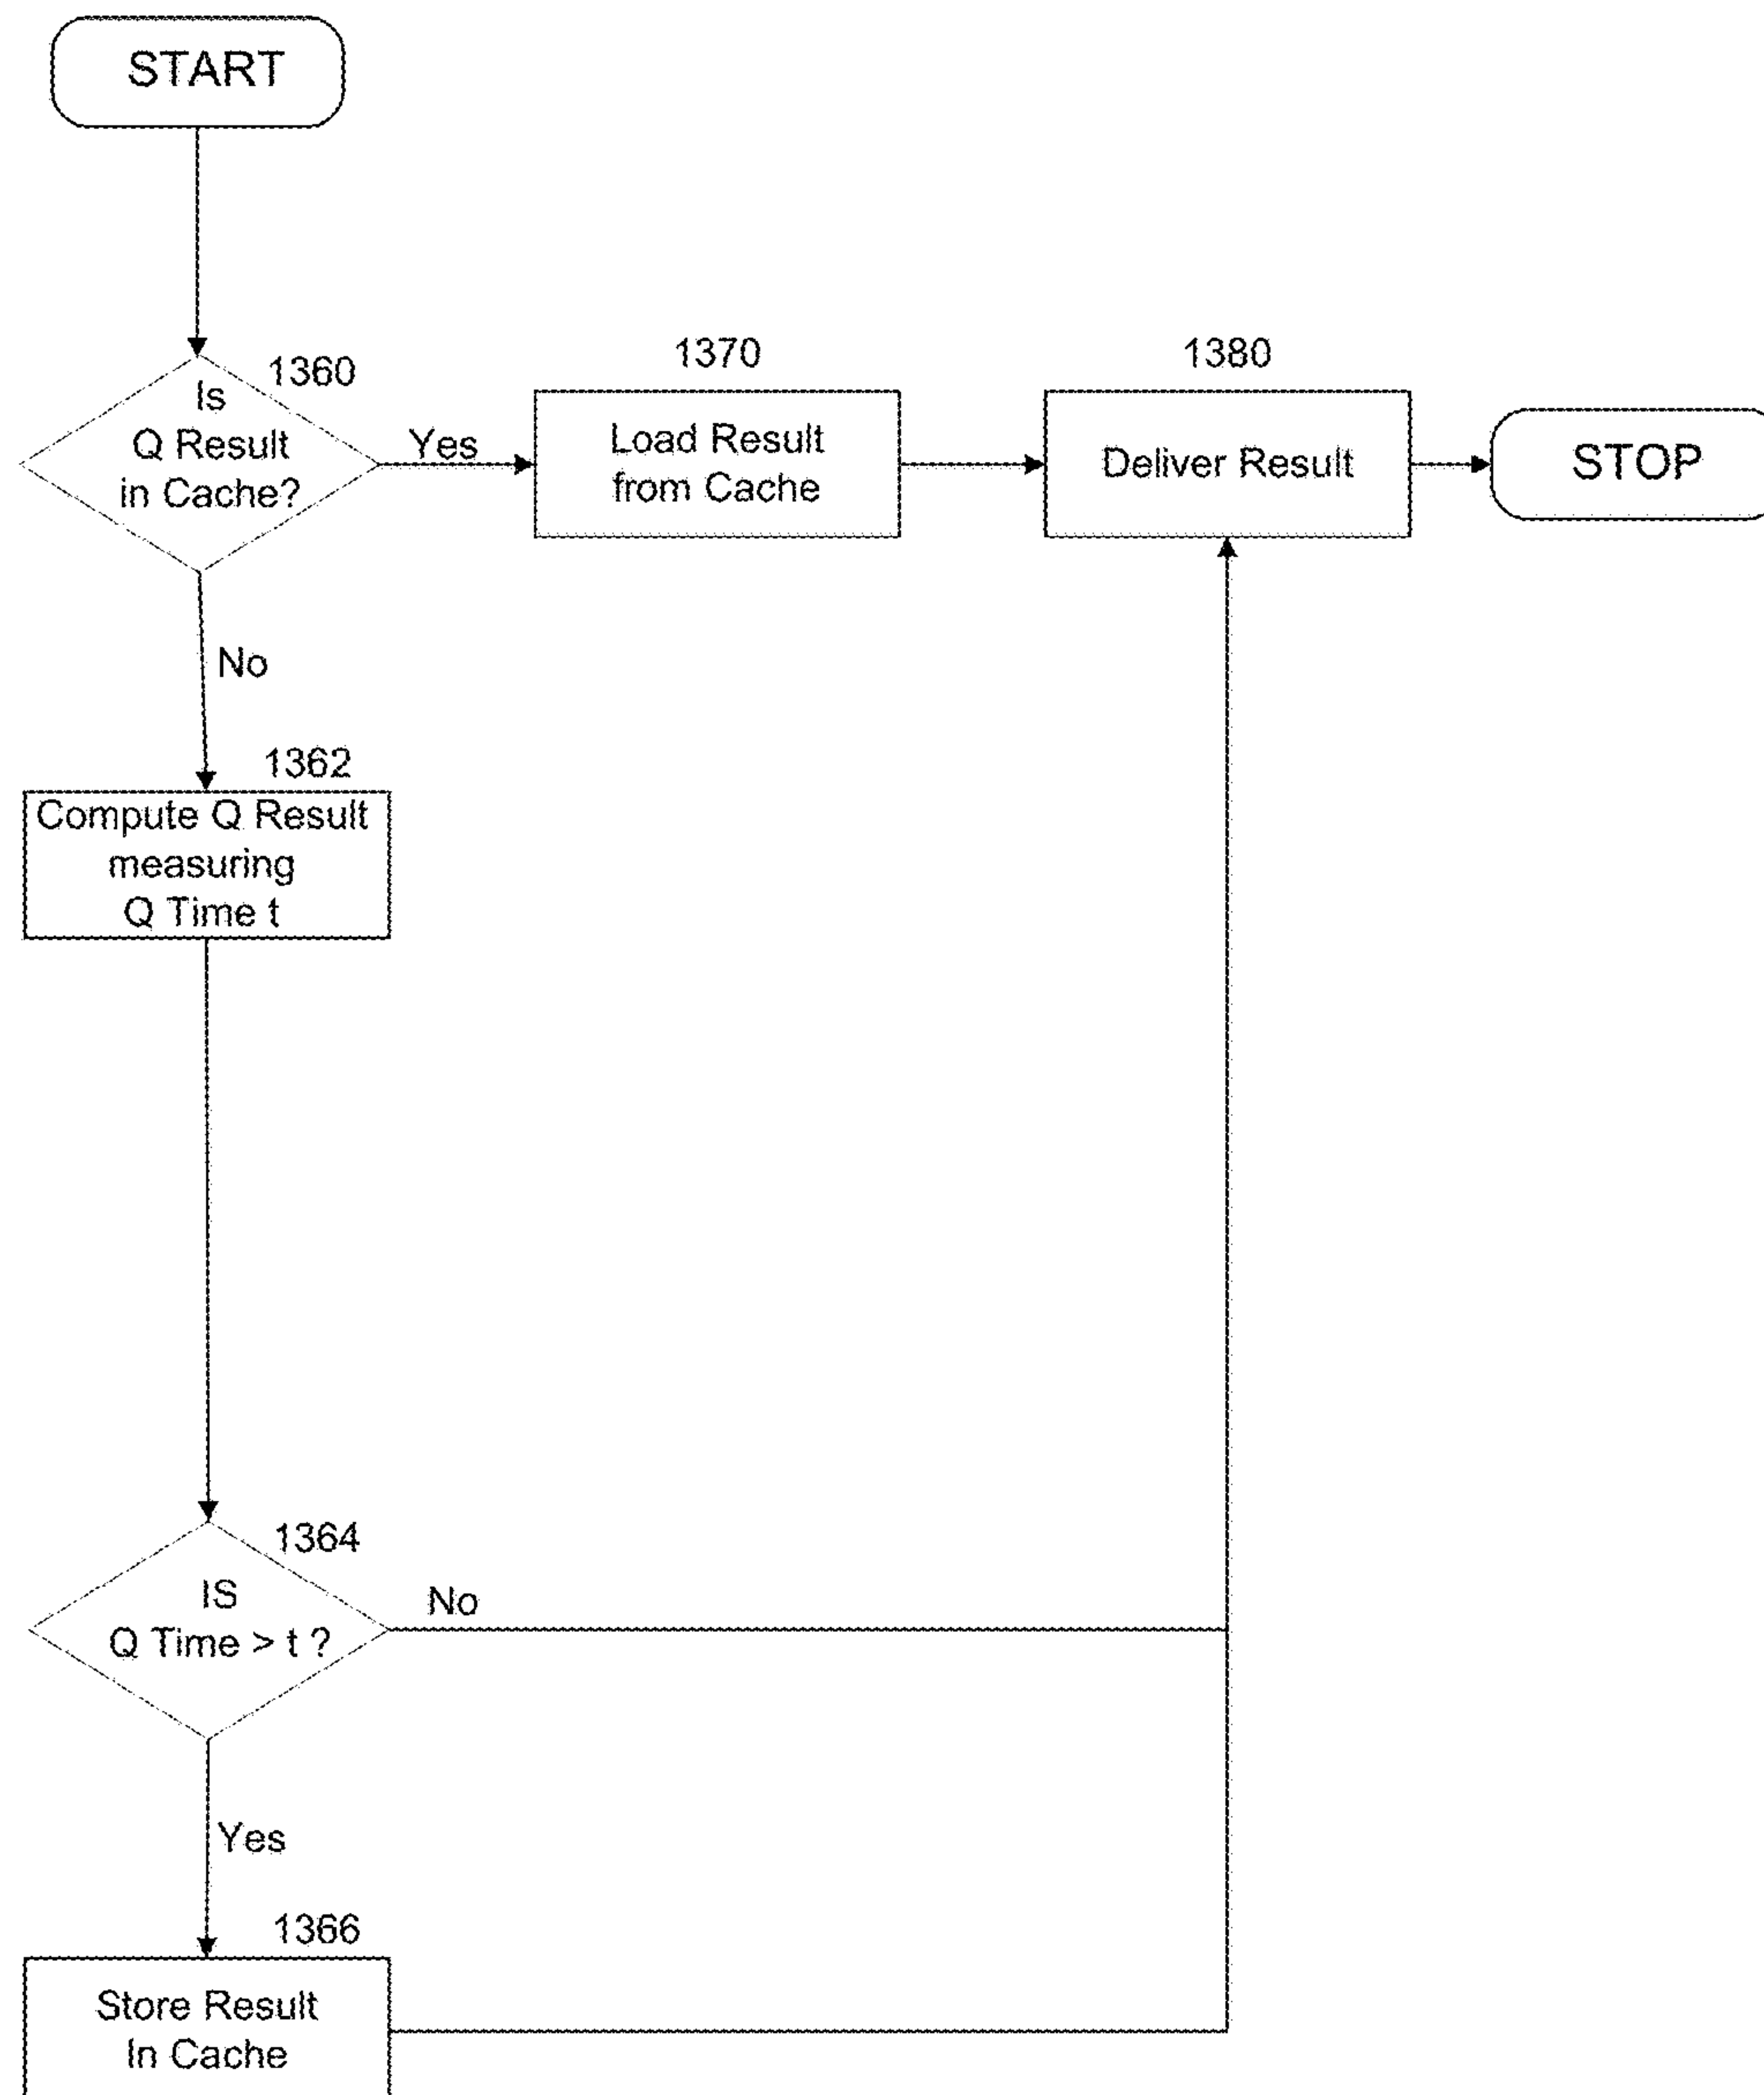 START
1360
Is
Q Result
in Cache?
Yes
1370
Load Result
from Cache
1380
Deliver Result
STOP
No
1362
Compute Q Result
measuring
Q Time t
1364
IS
Q Time > t ?
No
Yes
1366
Store Result
In Cache